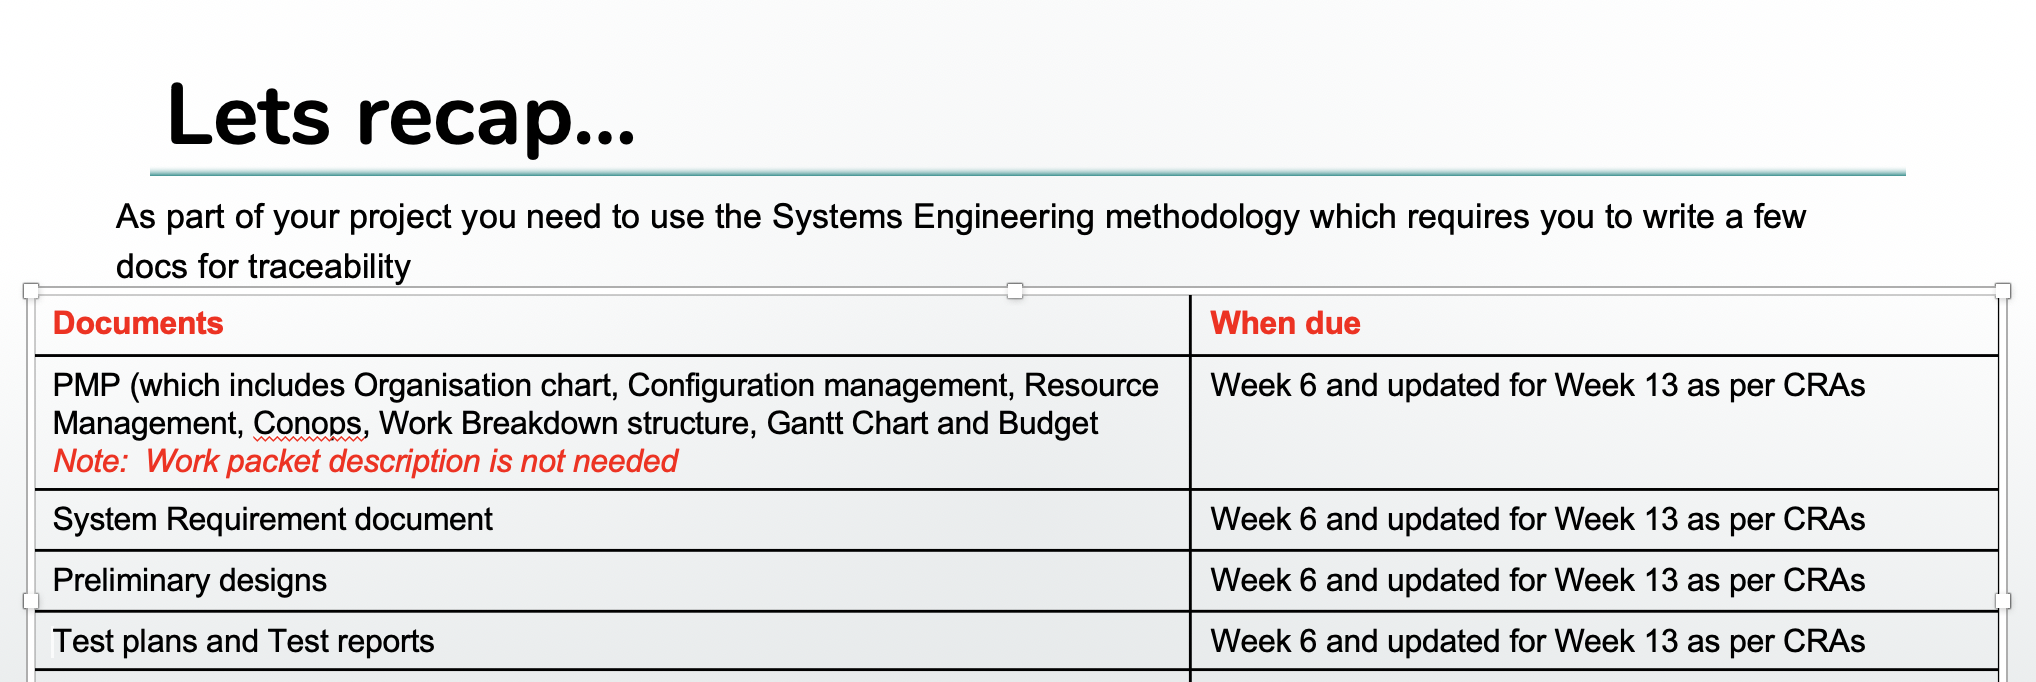 Lets recap...
As part of your project you need to use the Systems Engineering methodology which requires you to write a few
docs for traceability
Documents
When due
PMP (which includes Organisation chart, Configuration management, Resource
Management, Conops, Work Breakdown structure, Gantt Chart and Budget
Note:  Work packet description is not needed
Week 6 and updated for Week 13 as per CRAs
System Requirement document
Week 6 and updated for Week 13 as per CRAs
Preliminary designs
Week 6 and updated for Week 13 as per CRAs
Test plans and Test reports
Week 6 and updated for Week 13 as per CRAs